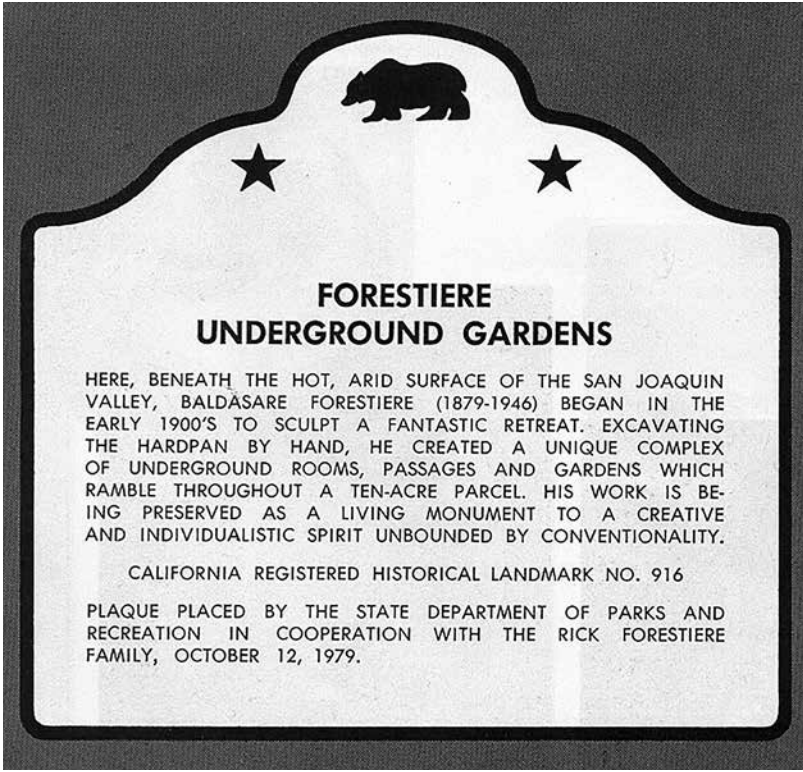 FORESTIERE
UNDERGROUND GARDENS
HERE, BENEATH THE HOT, ARID SURFACE OF THE SAN JOAQUIN
VALLEY, BALDASARE FORESTIERE (1879-1946) BEGAN IN THE
EARLY 1900'S TO SCULPT A FANTASTIC RETREAT. EXCAVATING
THE HARDPAN BY HAND, HE CREATED A UNIQUE COMPLEX
OF UNDERGROUND ROOMS, PASSAGES AND GARDENS WHICH
RAMBLE THROUGHOUT A TEN-ACRE PARCEL. HIS WORK IS BE-
ING PRESERVED AS A LIVING MONUMENT TO A CREATIVE
AND INDIVIDUALISTIC SPIRIT UNBOUNDED BY CONVENTIONALITY.
CALIFORNIA REGISTERED HISTORICAL LANDMARK NO. 916
PLAQUE PLACED BY THE STATE DEPARTMENT OF PARKS AND
RECREATION IN COOPERATION WITH THE RICK FORESTIERE
FAMILY, OCTOBER 12, 1979.